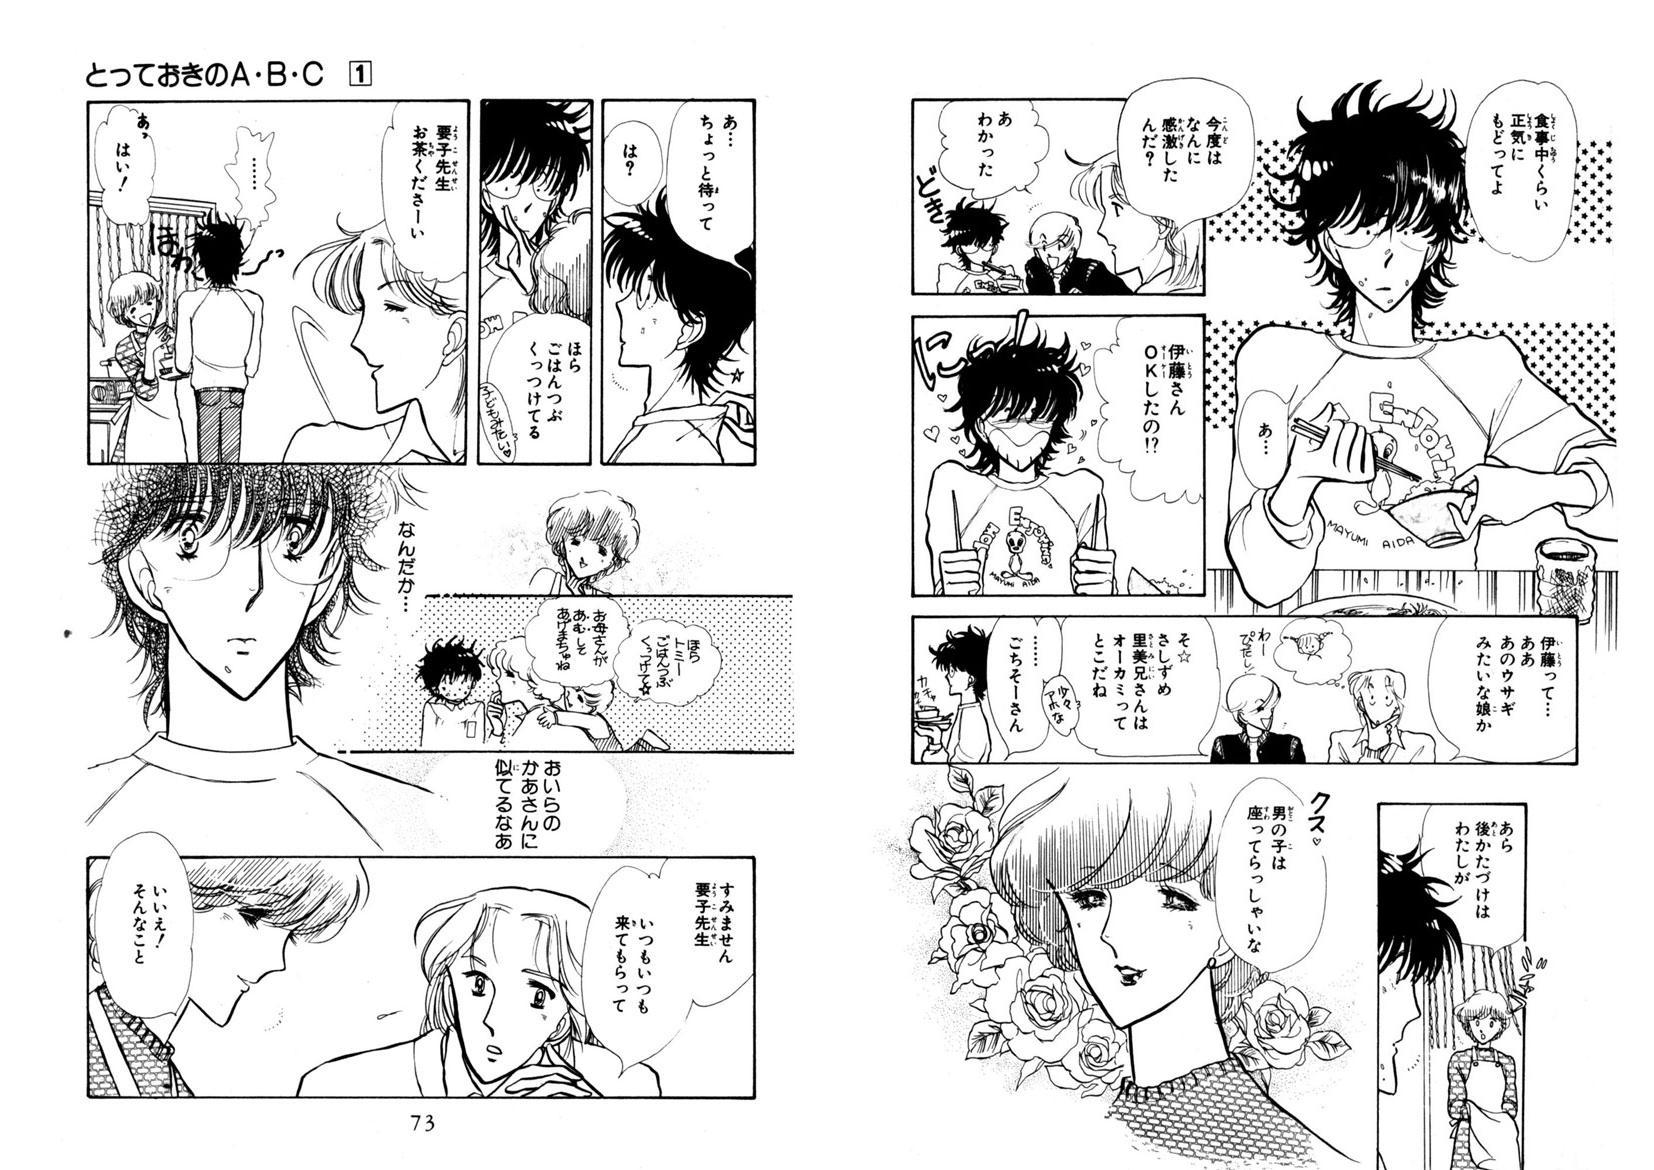 食事中くらい
正気に
もどってよ
あ…
今度は
なんに
感激した
んだ?
あ
わかった
どき
伊藤さん
OKしたの!?
ENJOY
MAYUMI AIDA
伊藤って…
ああ
あのウサギ
みたいな娘か
わー
ぴょん
そ☆
さしずめ
里美兄さんは
オーカミって
とこだね
少々
アホな
……
ごちそーさん
カチャ
あら
後かたづけは
わたしが
クス♥
男の子は
座ってらっしゃいな
とっておきのA・B・C 1
あ…
ちょっと待って
は?
ほら
ごはんつぶ
くっつけてる
子どもみたい♥
要子先生
お茶くださーい
……
あっ
はい!
ほわ〜っ
なんだか…
ほら
トミー
ごはんつぶ
くっつけて☆
お母さんが
あむして
あげまちゅね
おいらの
かあさんに
似てるなあ
すみません
要子先生
いつもいつも
来てもらって
いいえ!
そんなこと
73